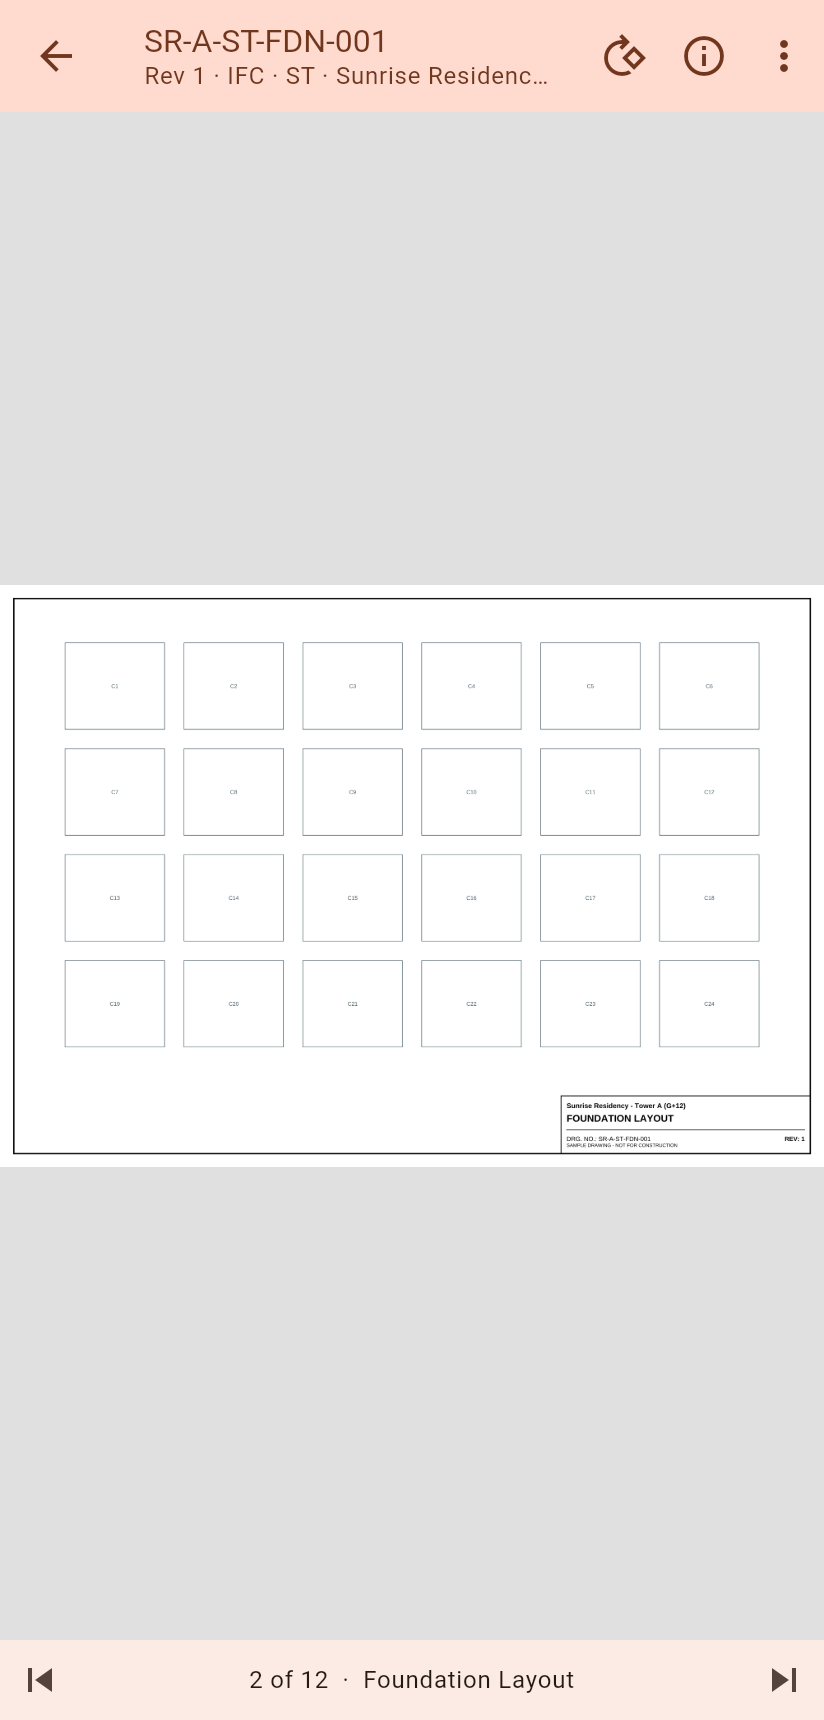 SR-A-ST-FDN-001
Rev 1 · IFC · ST · Sunrise Residenc...
C1 C2 C3 C4 C5 C6
C7 C8 C9 C10 C11 C12
C13 C14 C15 C16 C17 C18
C19 C20 C21 C22 C23 C24
Sunrise Residency - Tower A (G+12)
FOUNDATION LAYOUT
DRG. NO.: SR-A-ST-FDN-001 REV: 1
SAMPLE DRAWING - NOT FOR CONSTRUCTION
2 of 12 · Foundation Layout